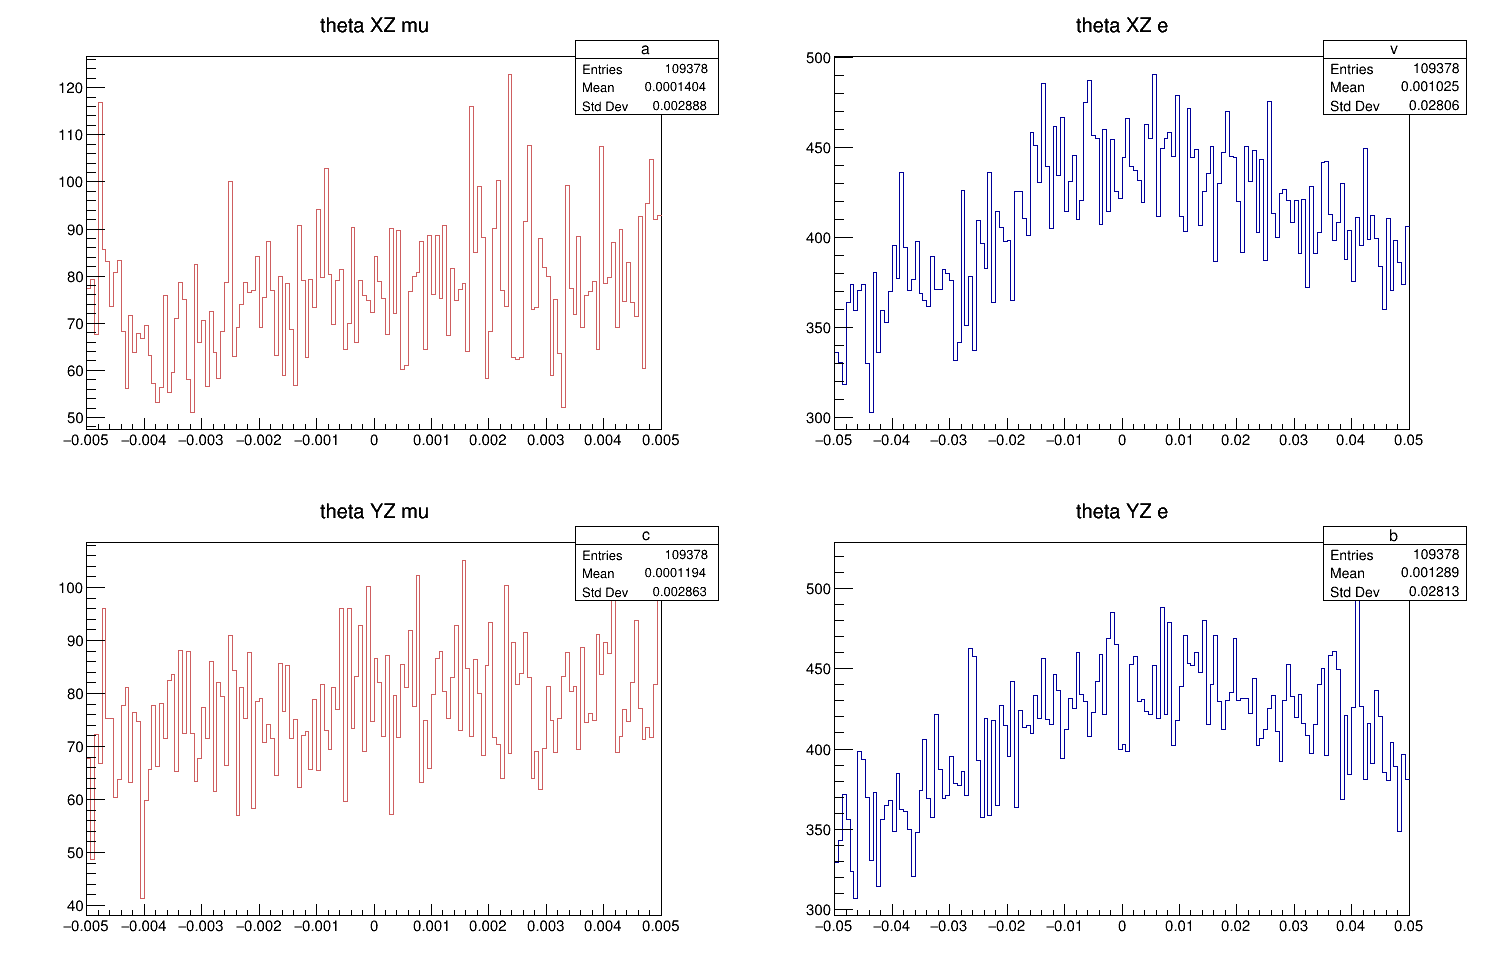 theta XZ mu
a
Entries 109378
Mean 0.0001404
Std Dev 0.002888
120
110
100
90
80
70
60
50
−0.005 −0.004 −0.003 −0.002 −0.001 0 0.001 0.002 0.003 0.004 0.005
theta XZ e
v
Entries 109378
Mean 0.001025
Std Dev 0.02806
500
450
400
350
300
−0.05 −0.04 −0.03 −0.02 −0.01 0 0.01 0.02 0.03 0.04 0.05
theta YZ mu
c
Entries 109378
Mean 0.0001194
Std Dev 0.002863
100
90
80
70
60
50
40
−0.005 −0.004 −0.003 −0.002 −0.001 0 0.001 0.002 0.003 0.004 0.005
theta YZ e
b
Entries 109378
Mean 0.001289
Std Dev 0.02813
500
450
400
350
300
−0.05 −0.04 −0.03 −0.02 −0.01 0 0.01 0.02 0.03 0.04 0.05